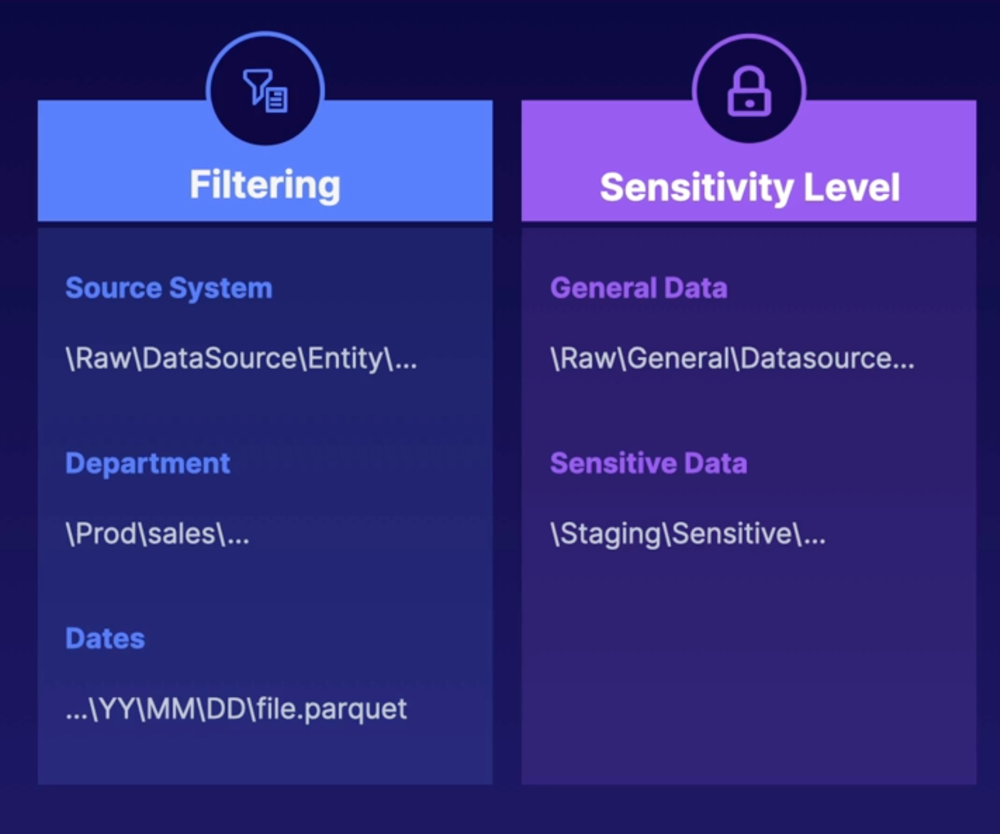 Filtering
Source System
\Raw\DataSource\Entity\...
Department
\Prod\sales\...
Dates
...\YY\MM\DD\file.parquet
Sensitivity Level
General Data
\Raw\General\Datasource...
Sensitive Data
\Staging\Sensitive\...